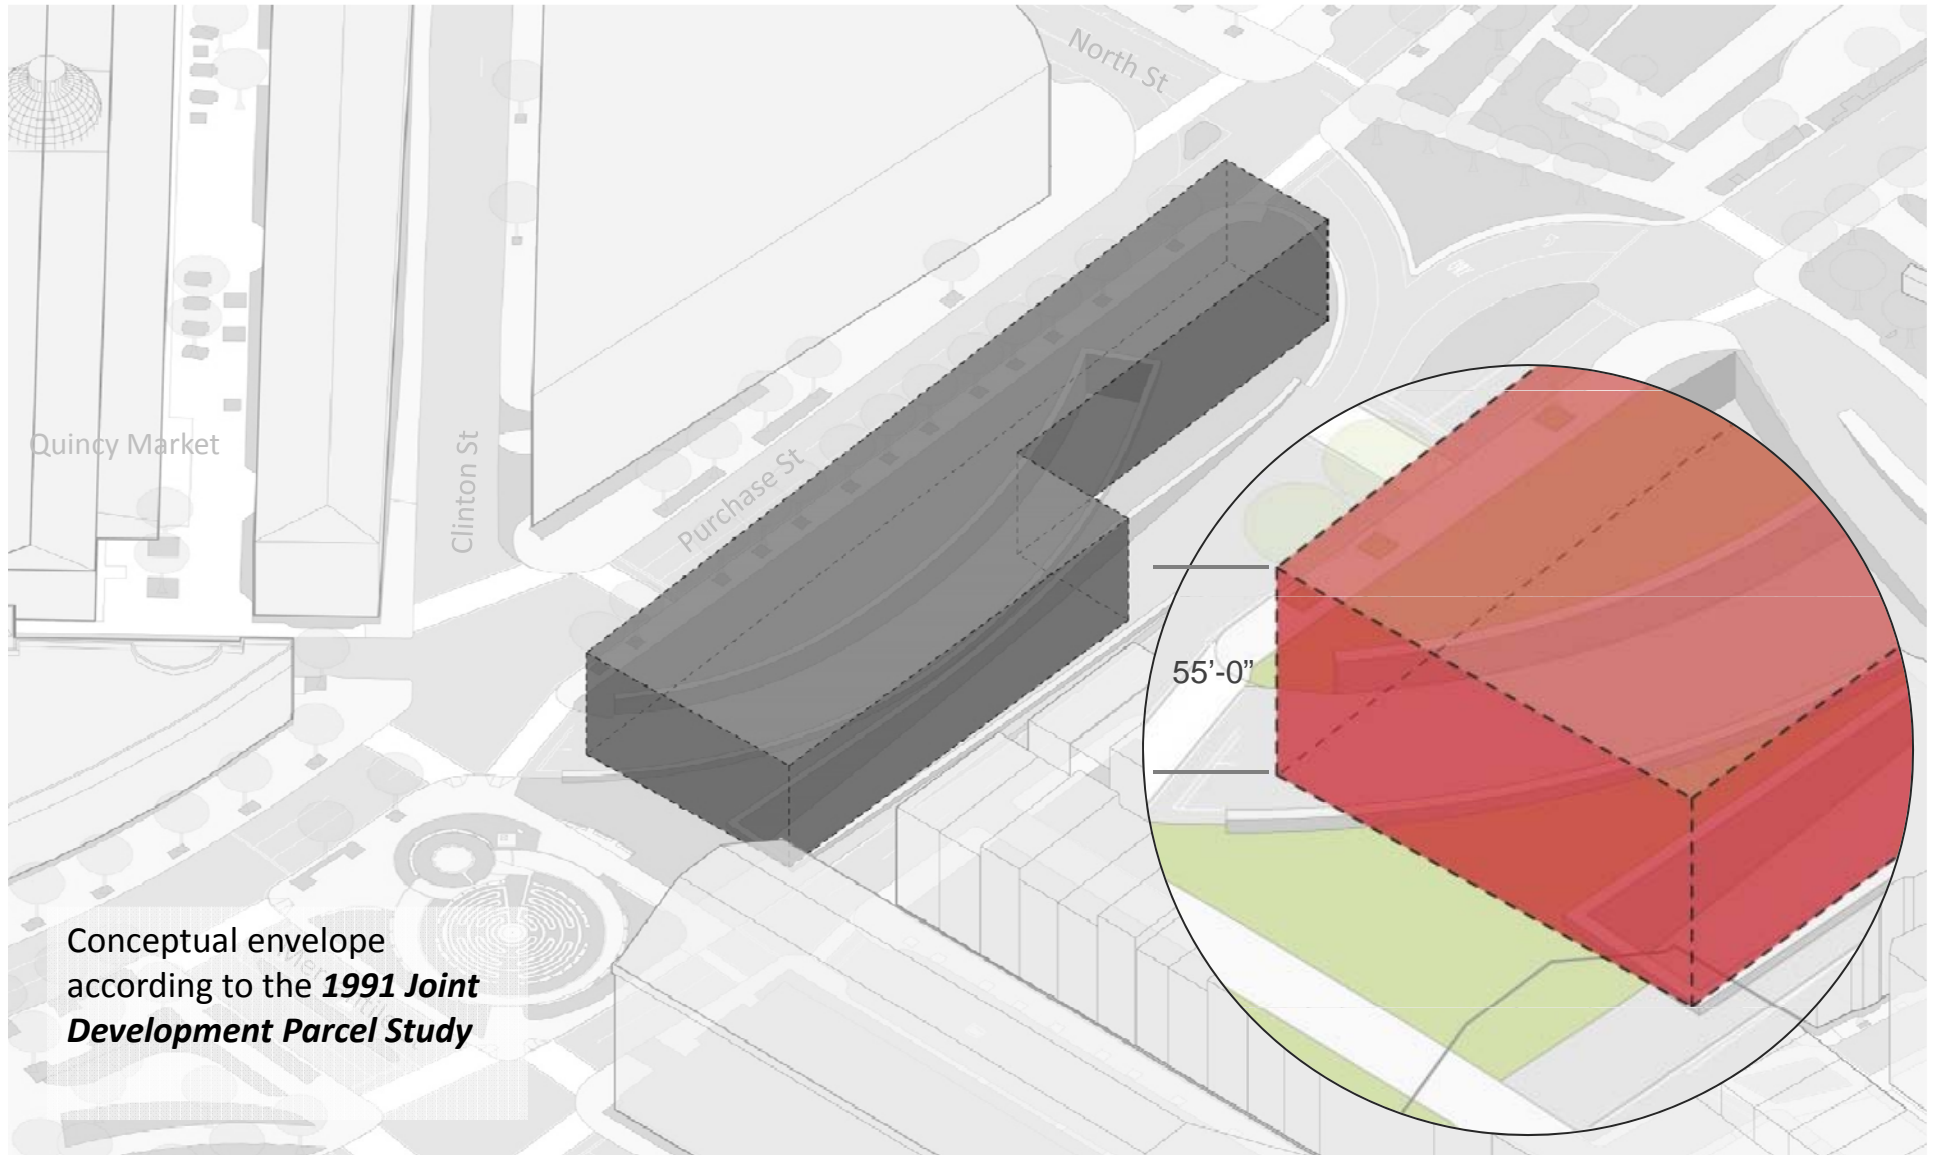 North St
Quincy Market
Clinton St
Purchase St
55'-0”
Conceptual envelope
according to the 1991 Joint
Development Parcel Study